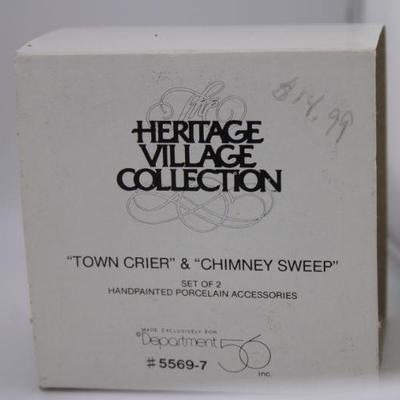 The
$14.99
HERITAGE
VILLAGE
COLLECTION
"TOWN CRIER" & "CHIMNEY SWEEP"
SET OF 2
HANDPAINTED PORCELAIN ACCESSORIES
MADE EXCLUSIVELY FOR
©Department 56 inc.
#5569-7